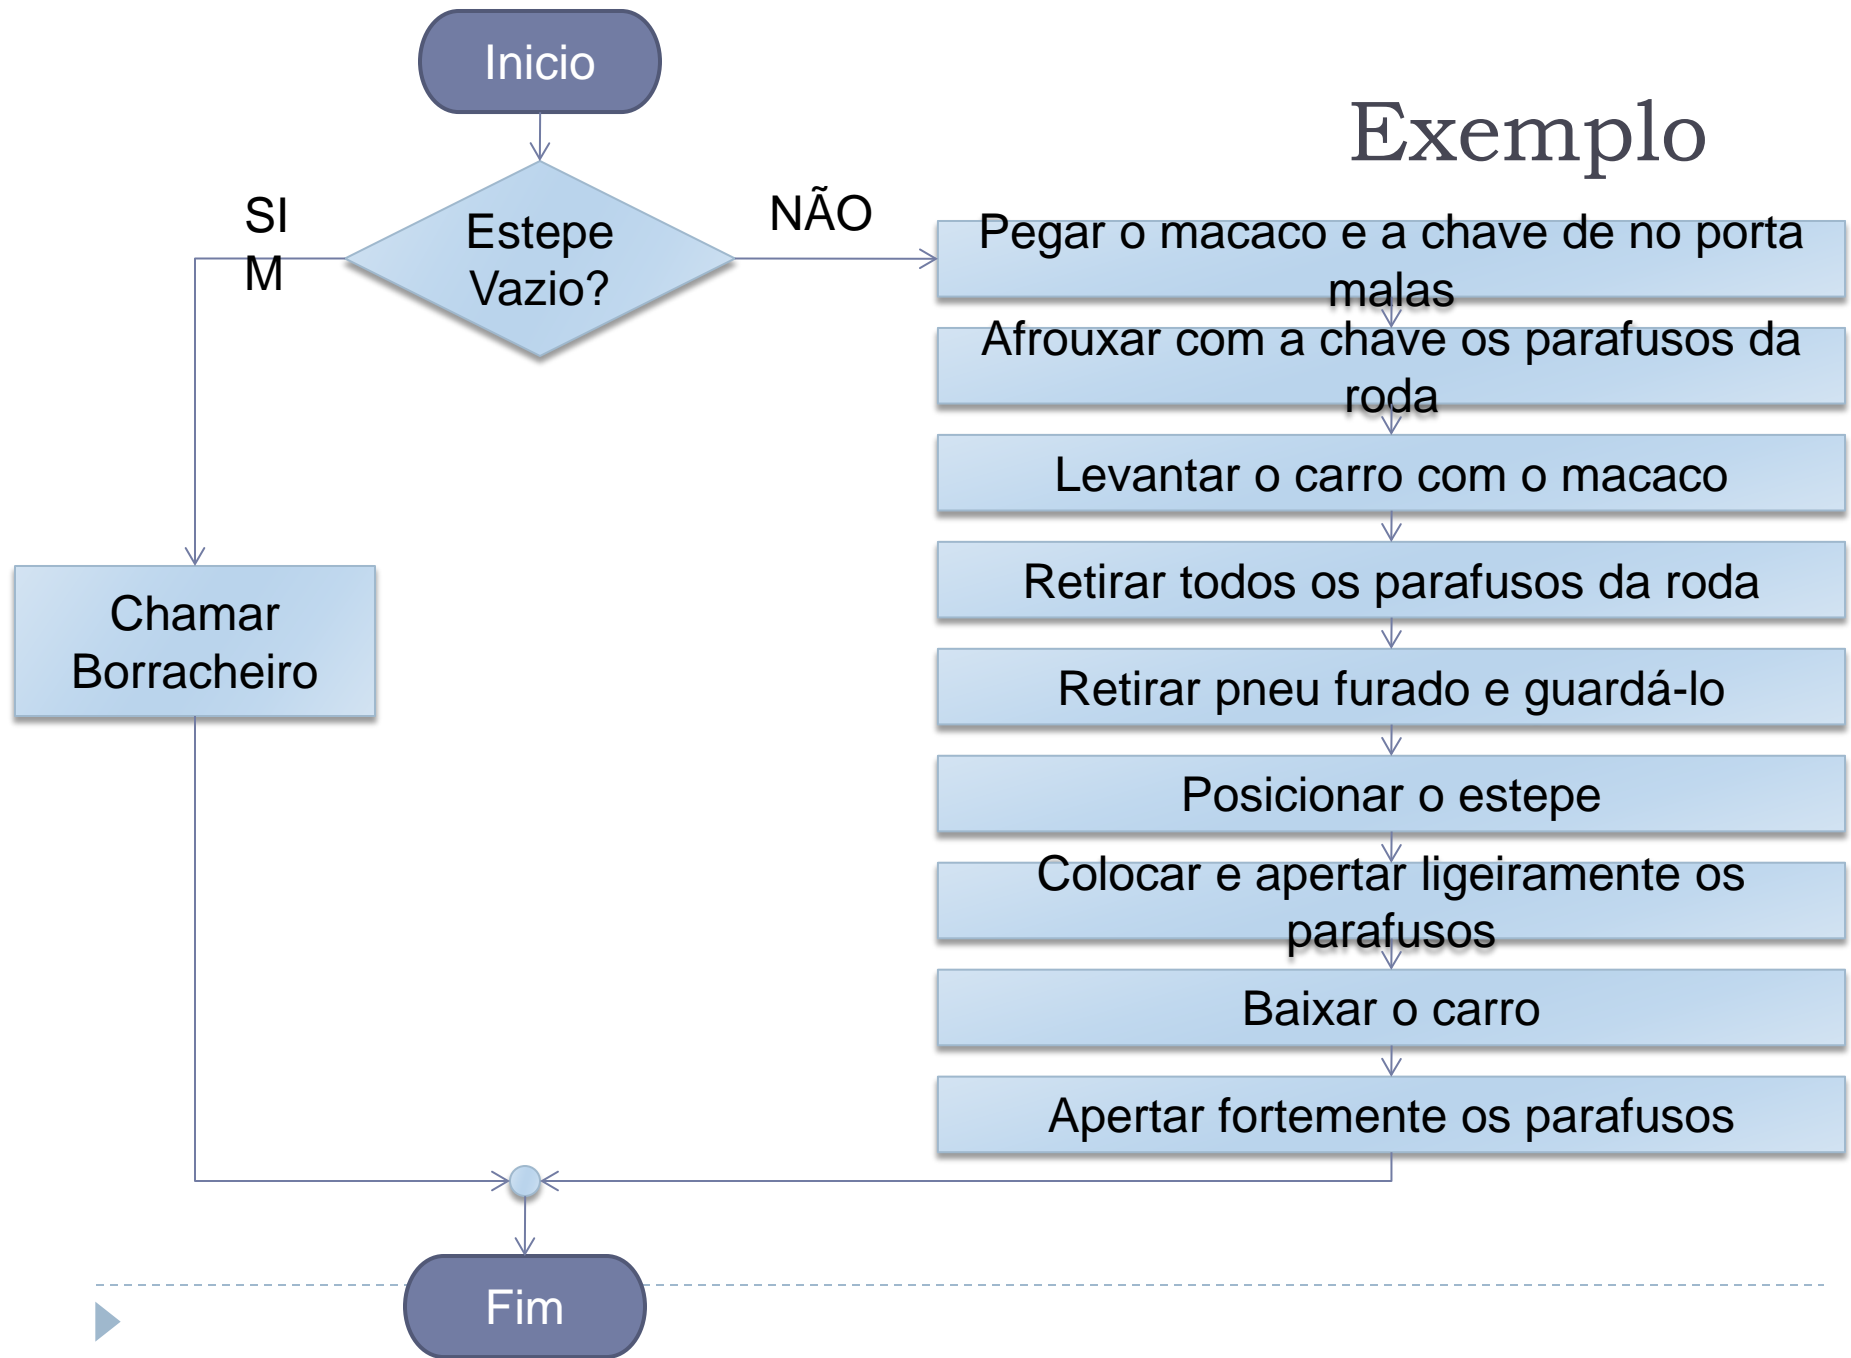 Inicio
Exemplo
SI
M
Estepe
Vazio?
NÃO
Pegar o macaco e a chave de no porta
malas
Afrouxar com a chave os parafusos da
roda
Levantar o carro com o macaco
Retirar todos os parafusos da roda
Chamar
Borracheiro
Retirar pneu furado e guardá-lo
Posicionar o estepe
Colocar e apertar ligeiramente os
parafusos
Baixar o carro
Apertar fortemente os parafusos
Fim